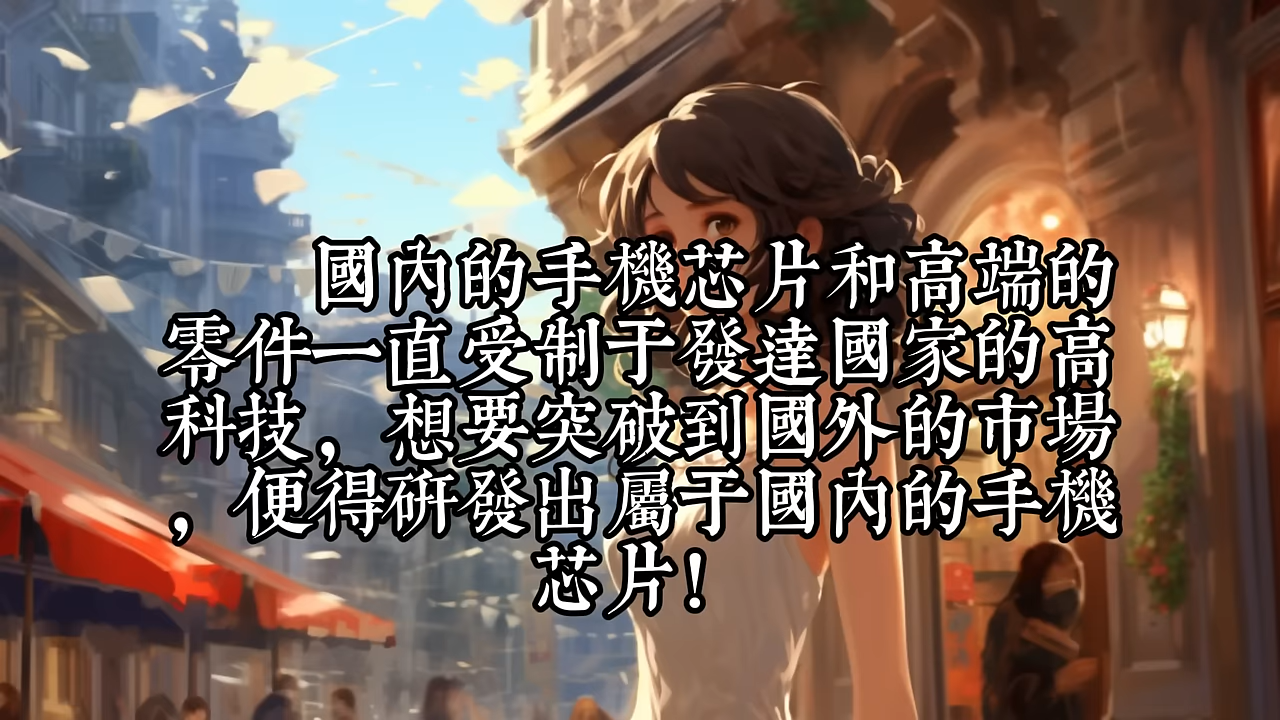 國內的手機芯片和高端的
零件一直受制于發達國家的高
科技，想要突破到國外的市場
，便得研發出屬于國內的手機
芯片！